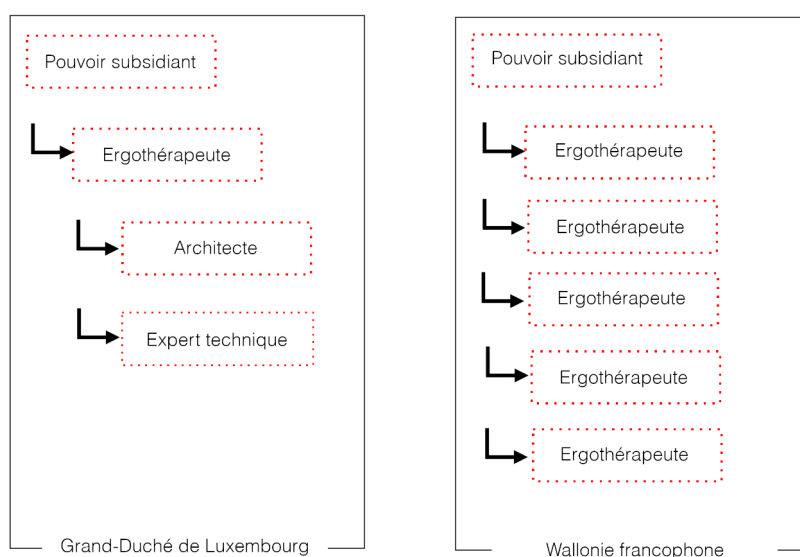 Pouvoir subsidiant
Ergothérapeute
Architecte
Expert technique
Grand-Duché de Luxembourg
Pouvoir subsidiant
Ergothérapeute
Ergothérapeute
Ergothérapeute
Ergothérapeute
Ergothérapeute
Wallonie francophone